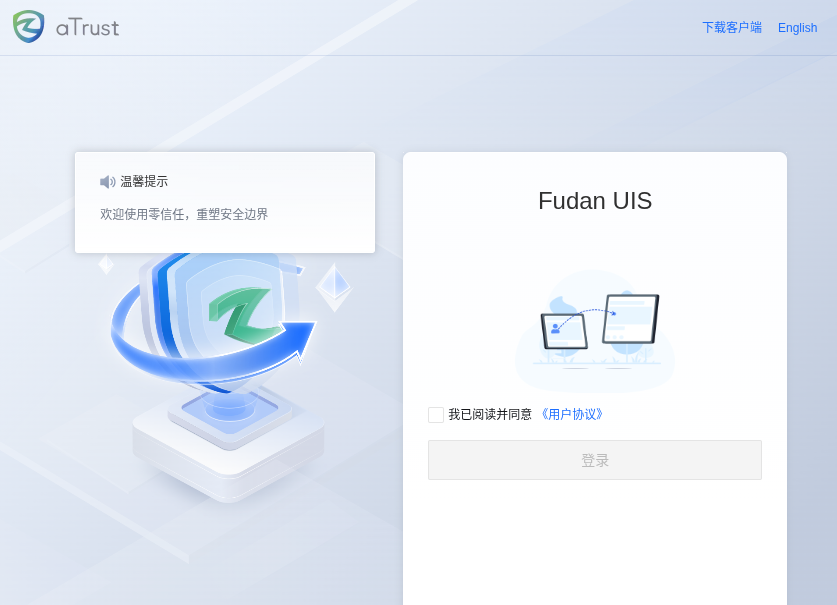 aTrust
下载客户端 English
温馨提示
欢迎使用零信任，重塑安全边界
Fudan UIS
我已阅读并同意 《用户协议》
登录